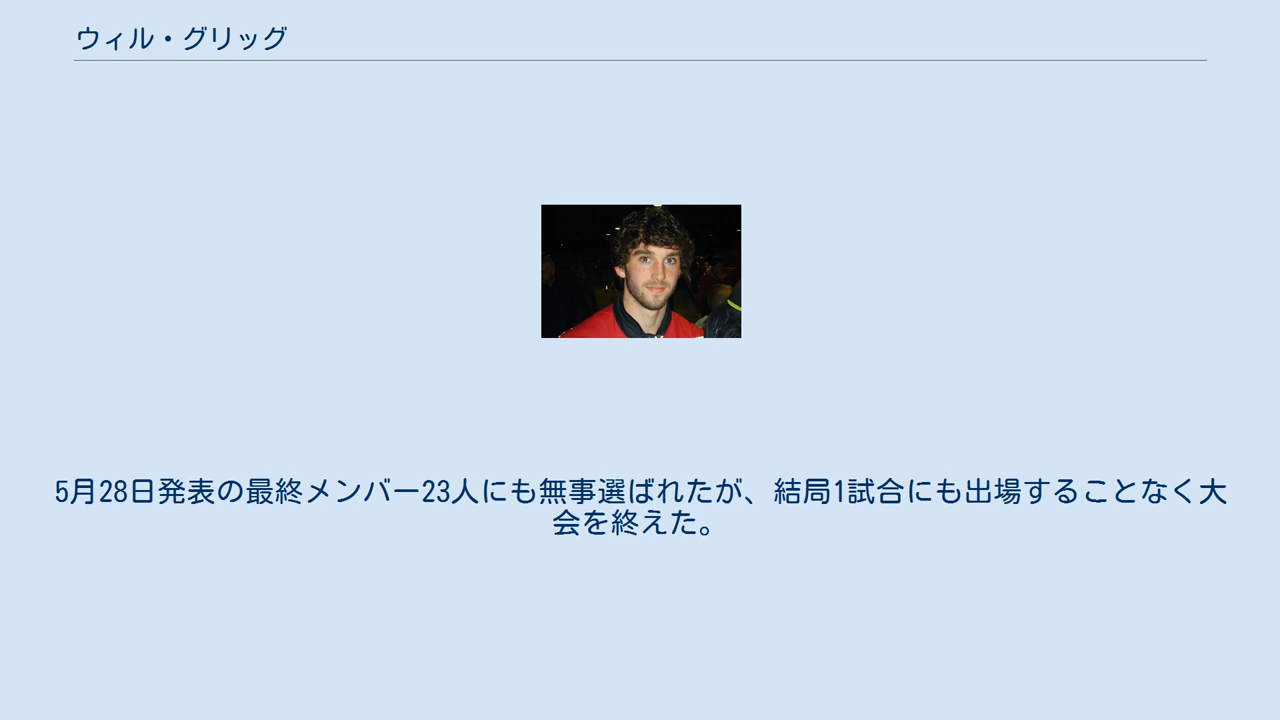 ウィル・グリッグ
5月28日発表の最終メンバー23人にも無事選ばれたが、結局1試合にも出場することなく大
会を終えた。